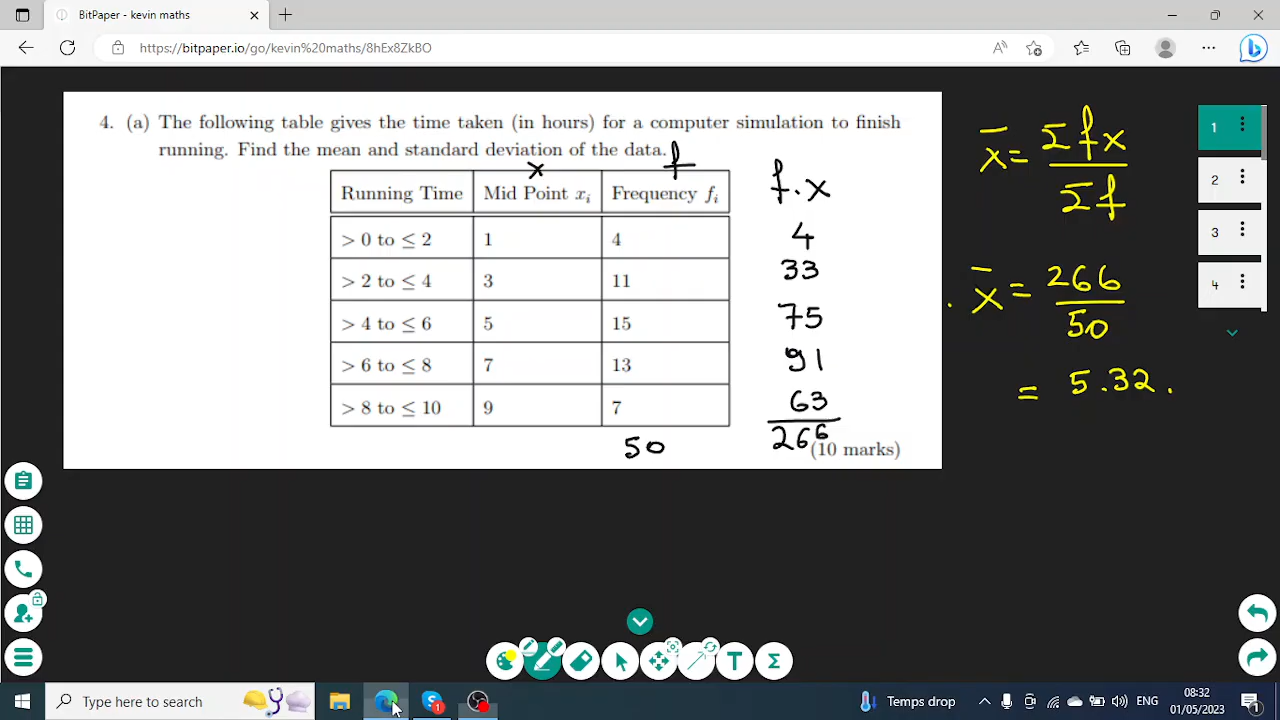 BitPaper - kevin maths
https://bitpaper.io/go/kevin%20maths/8hEx8ZkBO
4. (a) The following table gives the time taken (in hours) for a computer simulation to finish
running. Find the mean and standard deviation of the data.
x f
Running Time Mid Point xᵢ Frequency fᵢ f.x
> 0 to ≤ 2 1 4 4
> 2 to ≤ 4 3 11 33
> 4 to ≤ 6 5 15 75
> 6 to ≤ 8 7 13 91
> 8 to ≤ 10 9 7 63
50 266
(10 marks)
x̄ = Σfx / Σf
x̄ = 266 / 50
= 5.32.
1
2
3
4
T
Σ
Type here to search
1
Temps drop
ENG
08:32
01/05/2023
1